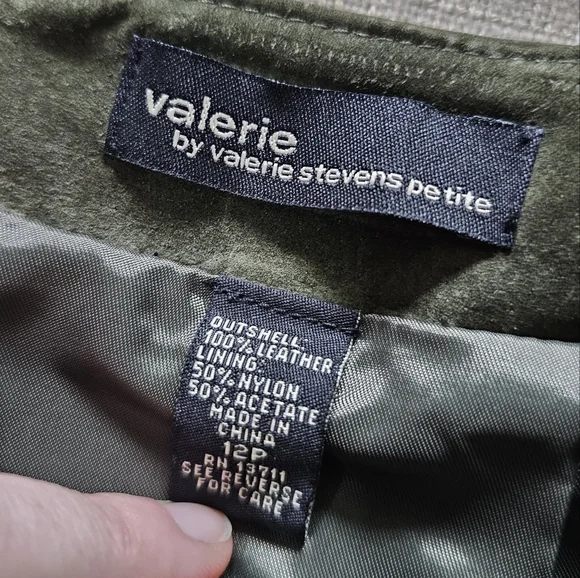 valerie
by valerie stevens petite
OUTSHELL:
100% LEATHER
LINING:
50% NYLON
50% ACETATE
MADE IN
CHINA
12P
RN 13711
SEE REVERSE
FOR CARE